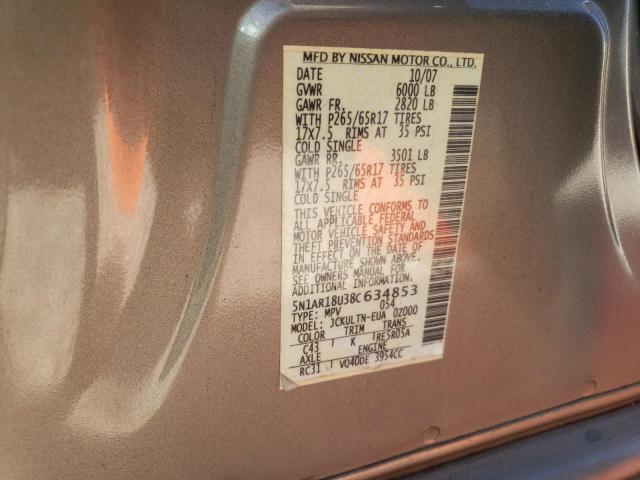 MFD BY NISSAN MOTOR CO., LTD.
DATE 10/07
GVWR 6000 LB
GAWR FR. 2820 LB
WITH P265/65R17 TIRES
17X7.5 RIMS AT 35 PSI
COLD SINGLE
GAWR RR. 3501 LB
WITH P265/65R17 TIRES
17X7.5 RIMS AT 35 PSI
COLD SINGLE
THIS VEHICLE CONFORMS TO
ALL APPLICABLE FEDERAL
MOTOR VEHICLE SAFETY AND
THEFT PREVENTION STANDARDS
IN EFFECT ON THE DATE OF
MANUFACTURE SHOWN ABOVE.
SEE OWNERS MANUAL FOR
ADDITIONAL INFORMATION.
5N1AR18U38C634853
TYPE: MPV 054
MODEL: JCKULTN-EUA 0Z000
COLOR TRIM TRANS
C43 K RE5R05A
AXLE ENGINE
RC31 VQ40DE 3954CC